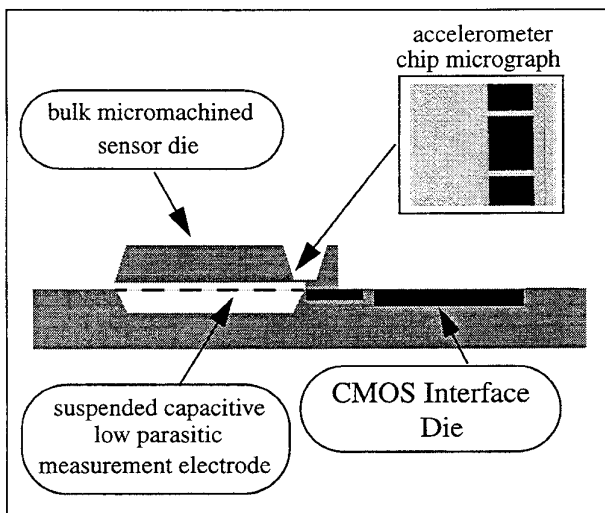 accelerometer
chip micrograph
bulk micromachined
sensor die
suspended capacitive
low parasitic
measurement electrode
CMOS Interface
Die